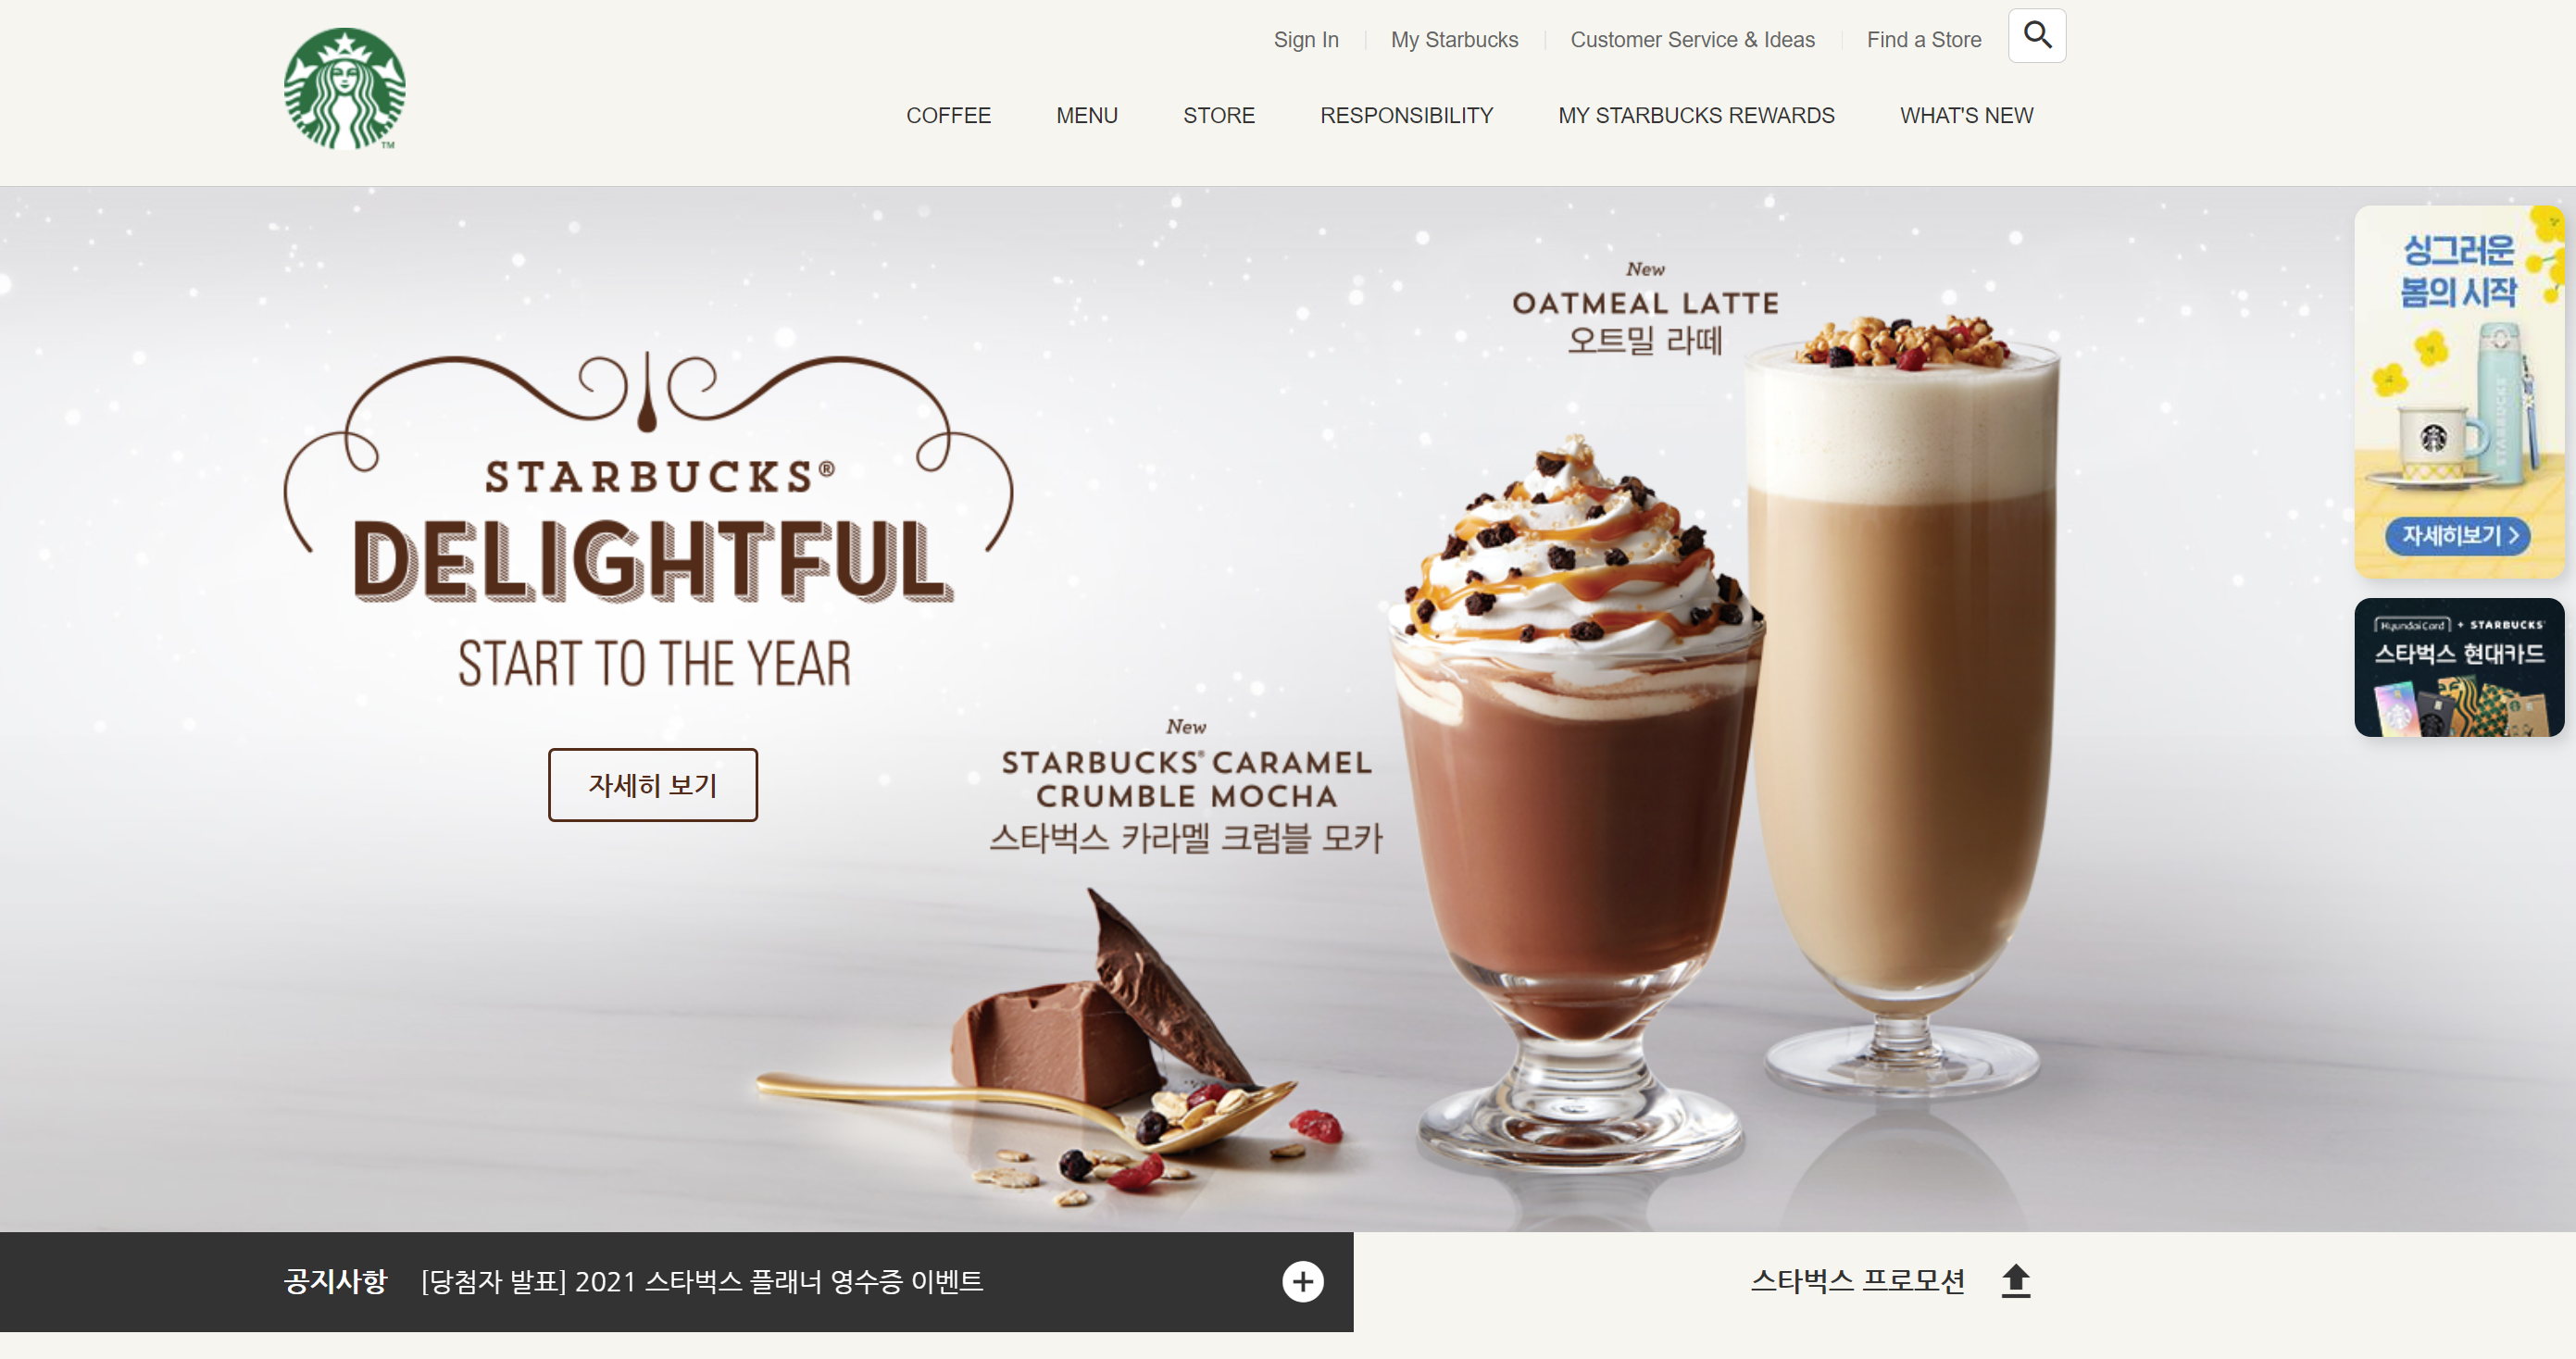 Sign In
My Starbucks
Customer Service & Ideas
Find a Store
TM
COFFEE
MENU
STORE
RESPONSIBILITY
MY STARBUCKS REWARDS
WHAT'S NEW
STARBUCKS®
DELIGHTFUL
START TO THE YEAR
자세히 보기
New
OATMEAL LATTE
오트밀 라떼
New
STARBUCKS® CARAMEL
CRUMBLE MOCHA
스타벅스 카라멜 크럼블 모카
싱그러운
봄의 시작
STARBUCKS
자세히보기
HyundaiCard + STARBUCKS
스타벅스 현대카드
공지사항 [당첨자 발표] 2021 스타벅스 플래너 영수증 이벤트
스타벅스 프로모션